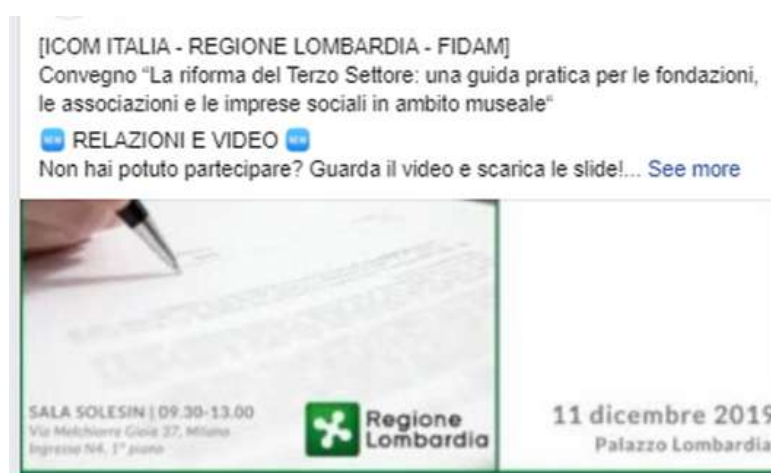 [ICOM ITALIA - REGIONE LOMBARDIA - FIDAM]
Convegno “La riforma del Terzo Settore: una guida pratica per le fondazioni,
le associazioni e le imprese sociali in ambito museale“
NEW RELAZIONI E VIDEO NEW
Non hai potuto partecipare? Guarda il video e scarica le slide!... See more
SALA SOLESIN | 09.30-13.00
Via Melchiorre Gioia 37, Milano
Ingresso N4, 1° piano
Regione
Lombardia
11 dicembre 2019
Palazzo Lombardia